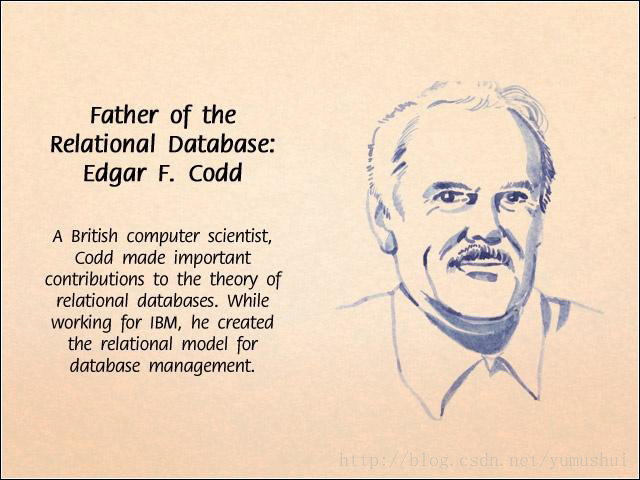 Father of the
Relational Database:
Edgar F. Codd
A British computer scientist,
Codd made important
contributions to the theory of
relational databases. While
working for IBM, he created
the relational model for
database management.
http://blog.csdn.net/yumushui